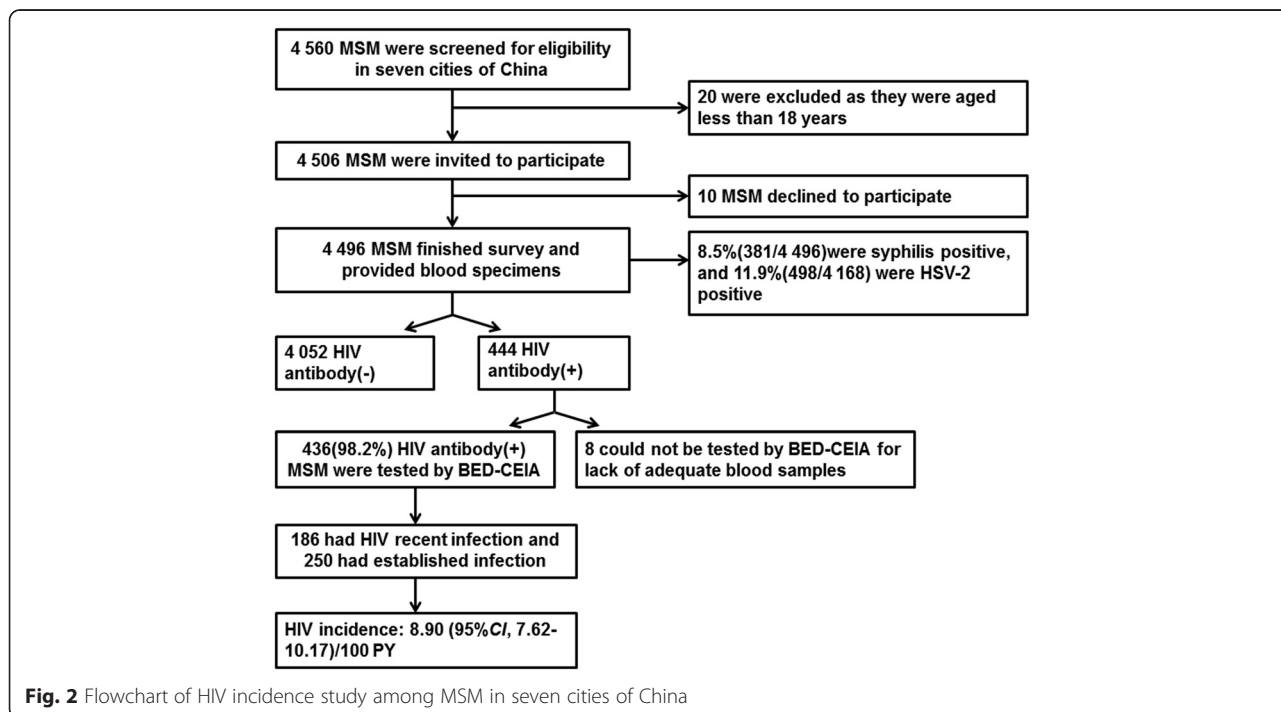 4 560 MSM were screened for eligibility
in seven cities of China
20 were excluded as they were aged
less than 18 years
4 506 MSM were invited to participate
10 MSM declined to participate
4 496 MSM finished survey and
provided blood specimens
8.5%(381/4 496)were syphilis positive,
and 11.9%(498/4 168) were HSV-2
positive
4 052 HIV
antibody(-)
444 HIV
antibody(+)
436(98.2%) HIV antibody(+)
MSM were tested by BED-CEIA
8 could not be tested by BED-CEIA for
lack of adequate blood samples
186 had HIV recent infection and
250 had established infection
HIV incidence: 8.90 (95%CI, 7.62-
10.17)/100 PY
Fig. 2 Flowchart of HIV incidence study among MSM in seven cities of China